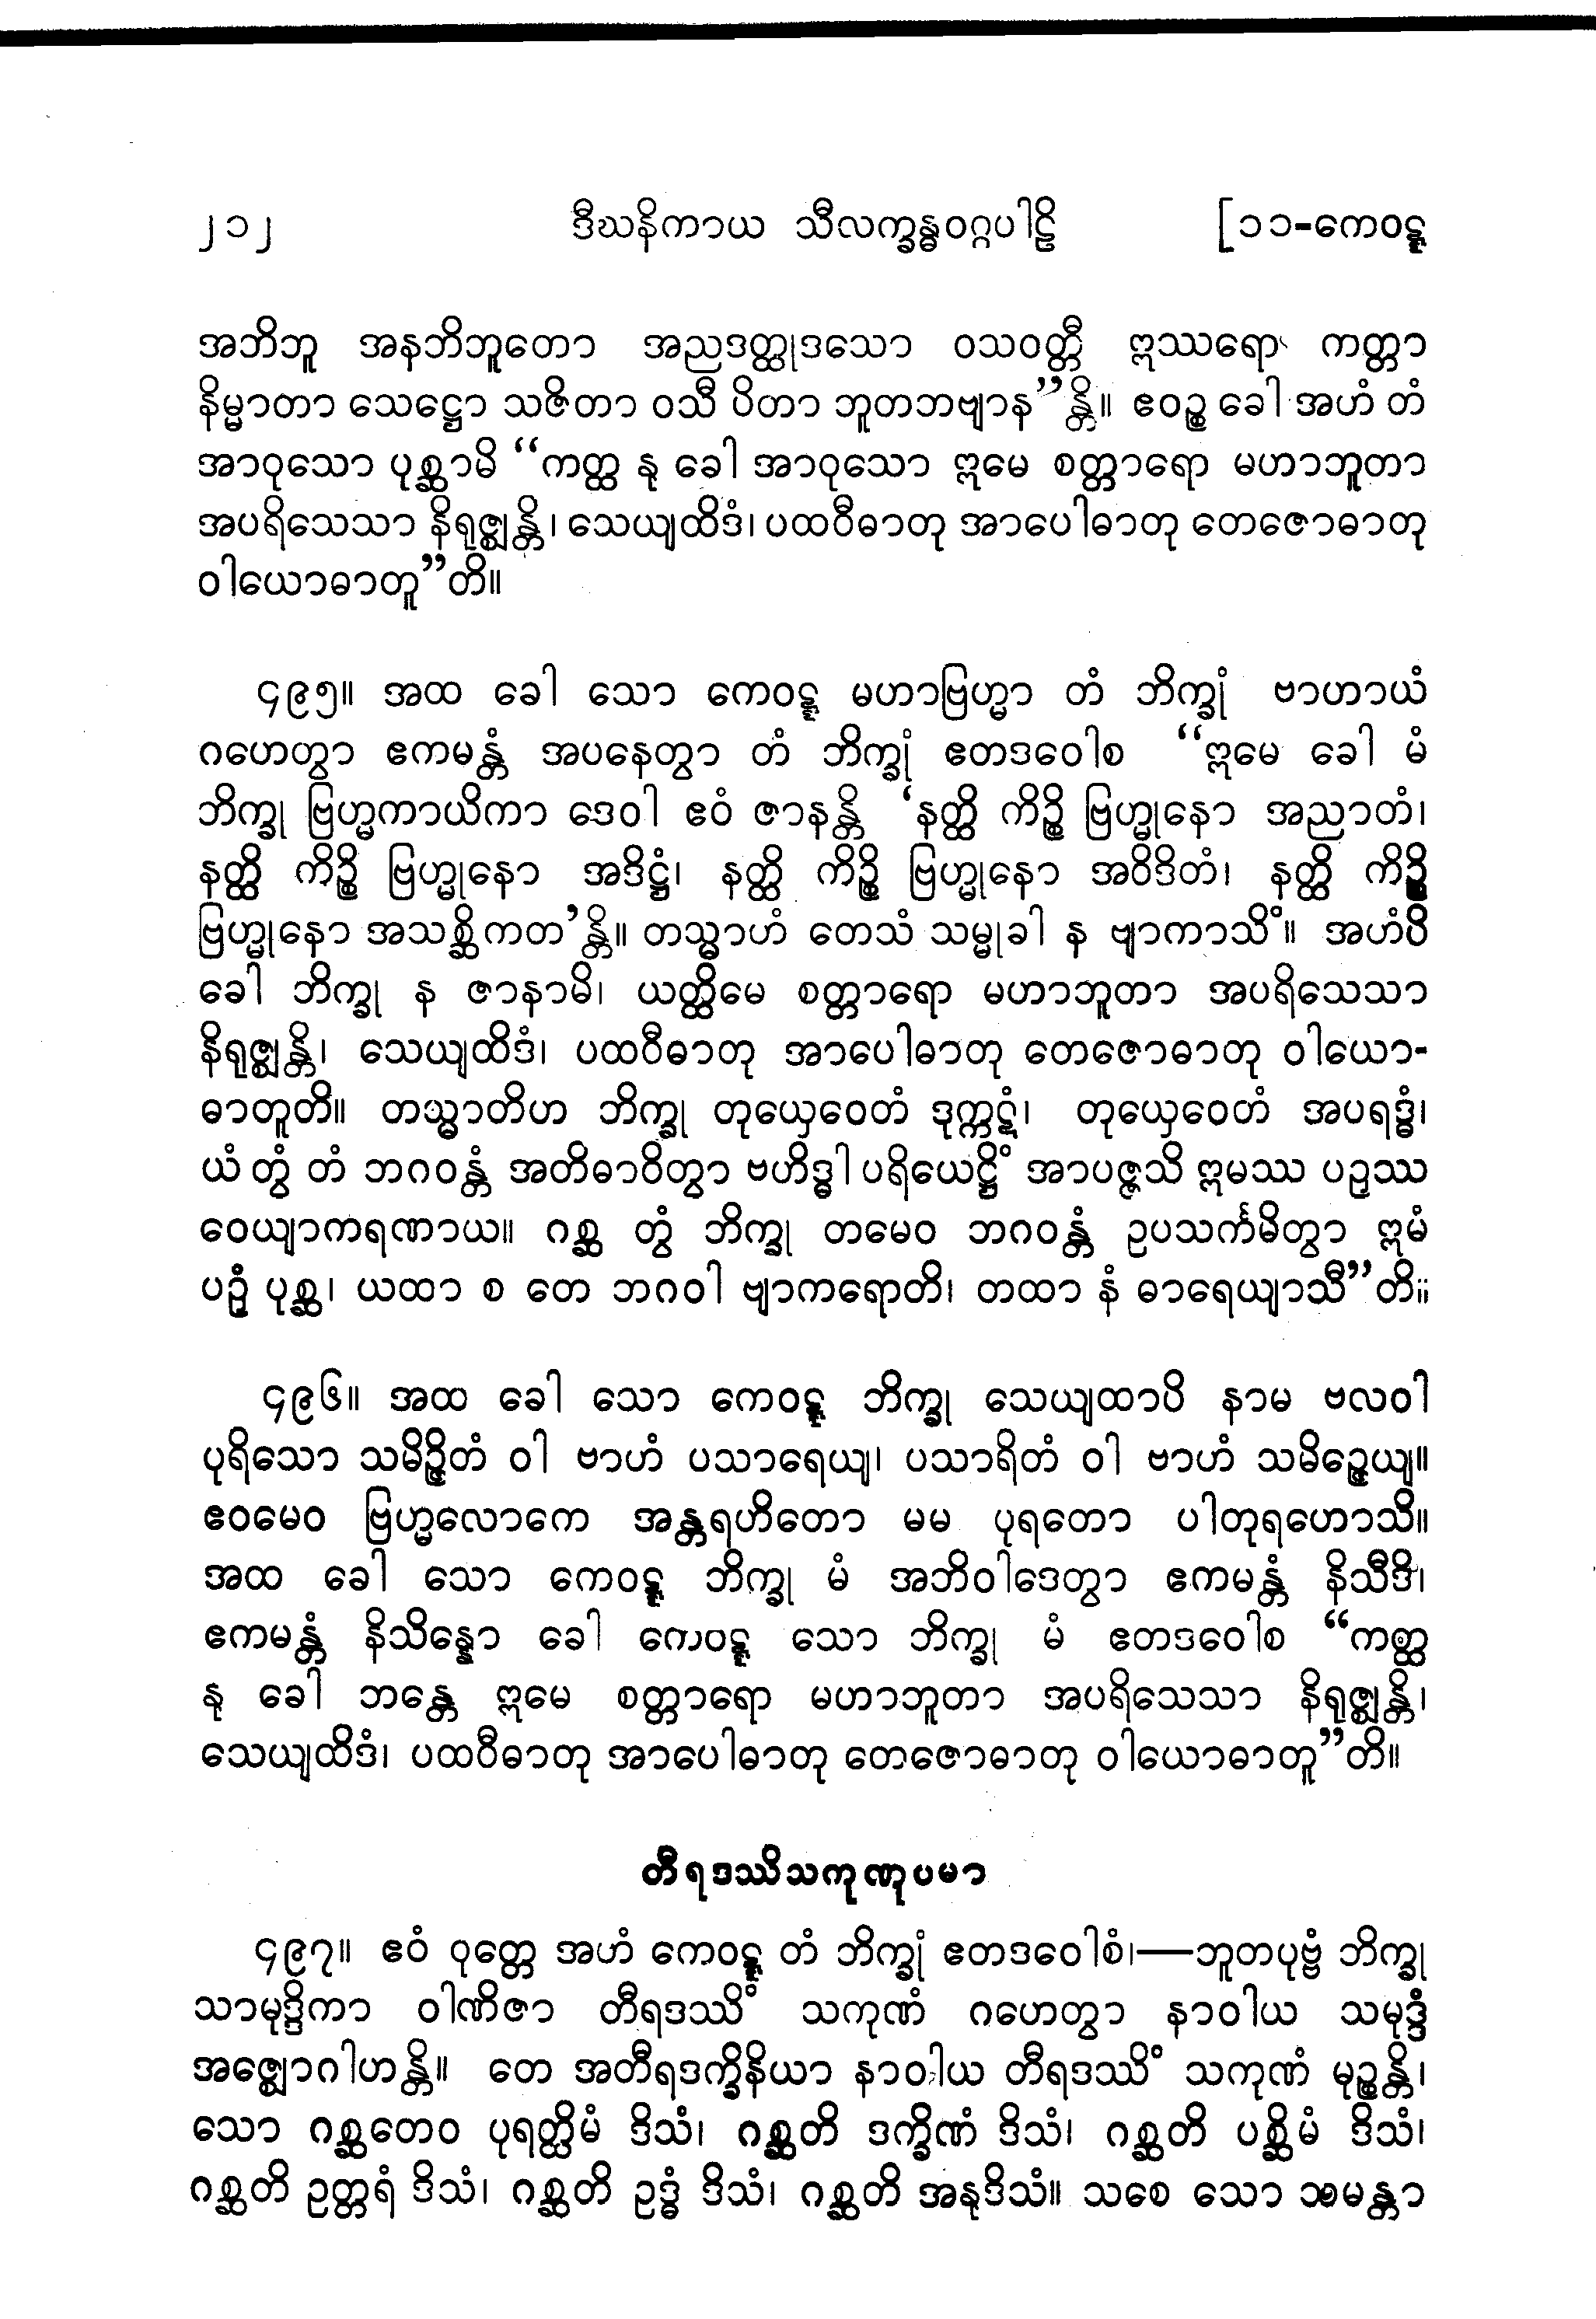 ၂၁၂ ဒီဃနိကာယ သီလက္ခန္ဓဝဂ္ဂပါဠိ [၁၁-ကေဝဋ္ဋ
အဘိဘူ အနဘိဘူတော အညဒတ္ထုဒသော ဝသဝတ္တီ ဣဿရော ကတ္တာ
နိမ္မာတာ သေဋ္ဌော သဇိတာ ဝသီ ပိတာ ဘူတဘဗျာန”န္တိ။ ဧဝဉ္စ ခေါ အဟံ တံ
အာဝုသော ပုစ္ဆာမိ “ကတ္ထ နု ခေါ အာဝုသော ဣမေ စတ္တာရော မဟာဘူတာ
အပရိသေသာ နိရုဇ္ဈန္တိ၊ သေယျထိဒံ၊ ပထဝီဓာတု အာပေါဓာတု တေဇောဓာတု
ဝါယောဓာတူ”တိ။
၄၉၅။ အထ ခေါ သော ကေဝဋ္ဋ မဟာဗြဟ္မာ တံ ဘိက္ခုံ ဗာဟာယံ
ဂဟေတွာ ဧကမန္တံ အပနေတွာ တံ ဘိက္ခုံ ဧတဒဝေါစ “ဣမေ ခေါ မံ
ဘိက္ခု ဗြဟ္မကာယိကာ ဒေဝါ ဧဝံ ဇာနန္တိ ‘နတ္ထိ ကိဉ္စိ ဗြဟ္မုနော အညာတံ၊
နတ္ထိ ကိဉ္စိ ဗြဟ္မုနော အဒိဋ္ဌံ၊ နတ္ထိ ကိဉ္စိ ဗြဟ္မုနော အဝိဒိတံ၊ နတ္ထိ ကိဉ္စိ
ဗြဟ္မုနော အသစ္ဆိကတ’န္တိ။ တသ္မာဟံ တေသံ သမ္မုခါ န ဗျာကာသိံ။ အဟံပိ
ခေါ ဘိက္ခု န ဇာနာမိ၊ ယတ္ထိမေ စတ္တာရော မဟာဘူတာ အပရိသေသာ
နိရုဇ္ဈန္တိ၊ သေယျထိဒံ၊ ပထဝီဓာတု အာပေါဓာတု တေဇောဓာတု ဝါယော-
ဓာတူတိ။ တသ္မာတိဟ ဘိက္ခု တုယှေဝေတံ ဒုက္ကဋံ၊ တုယှေဝေတံ အပရဒ္ဓံ၊
ယံ တွံ တံ ဘဂဝန္တံ အတိဓာဝိတွာ ဗဟိဒ္ဓါ ပရိယေဋ္ဌိံ အာပဇ္ဇသိ ဣမဿ ပဉှဿ
ဝေယျာကရဏာယ။ ဂစ္ဆ တွံ ဘိက္ခု တမေဝ ဘဂဝန္တံ ဥပသင်္ကမိတွာ ဣမံ
ပဉှံ ပုစ္ဆ၊ ယထာ စ တေ ဘဂဝါ ဗျာကရောတိ၊ တထာ နံ ဓာရေယျာသီ”တိ။
၄၉၆။ အထ ခေါ သော ကေဝဋ္ဋ ဘိက္ခု သေယျထာပိ နာမ ဗလဝါ
ပုရိသော သမိဉ္ဇိတံ ဝါ ဗာဟံ ပသာရေယျ၊ ပသာရိတံ ဝါ ဗာဟံ သမိဉ္ဇေယျ။
ဧဝမေဝ ဗြဟ္မလောကေ အန္တရဟိတော မမ ပုရတော ပါတုရဟောသိ။
အထ ခေါ သော ကေဝဋ္ဋ ဘိက္ခု မံ အဘိဝါဒေတွာ ဧကမန္တံ နိသီဒိ၊
ဧကမန္တံ နိသိန္နော ခေါ ကေဝဋ္ဋ သော ဘိက္ခု မံ ဧတဒဝေါစ “ကတ္ထ
နု ခေါ ဘန္တေ ဣမေ စတ္တာရော မဟာဘူတာ အပရိသေသာ နိရုဇ္ဈန္တိ၊
သေယျထိဒံ၊ ပထဝီဓာတု အာပေါဓာတု တေဇောဓာတု ဝါယောဓာတူ”တိ။
တီရဒဿိသကုဏုပမာ
၄၉၇။ ဧဝံ ဝုတ္တေ အဟံ ကေဝဋ္ဋ တံ ဘိက္ခုံ ဧတဒဝေါစံ၊—ဘူတပုဗ္ဗံ ဘိက္ခု
သာမုဒ္ဒိကာ ဝါဏိဇာ တီရဒဿိံ သကုဏံ ဂဟေတွာ နာဝါယ သမုဒ္ဒံ
အဇ္ဈောဂါဟန္တိ။ တေ အတီရဒက္ခိနိယာ နာဝါယ တီရဒဿိံ သကုဏံ မုဉ္စန္တိ၊
သော ဂစ္ဆတေဝ ပုရတ္ထိမံ ဒိသံ၊ ဂစ္ဆတိ ဒက္ခိဏံ ဒိသံ၊ ဂစ္ဆတိ ပစ္ဆိမံ ဒိသံ၊
ဂစ္ဆတိ ဥတ္တရံ ဒိသံ၊ ဂစ္ဆတိ ဥဒ္ဓံ ဒိသံ၊ ဂစ္ဆတိ အနုဒိသံ။ သစေ သော သမန္တာ